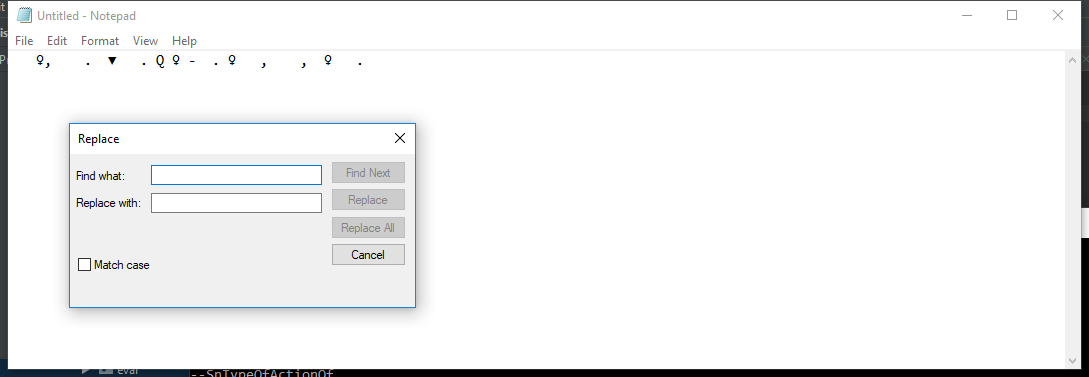 Untitled - Notepad
File Edit Format View Help
♀, . ▼ . Q ♀ - . ♀ , , ♀ .
Replace
Find what:
Find Next
Replace with:
Replace
Replace All
Cancel
Match case
eval
--SpTypeOfActionOf